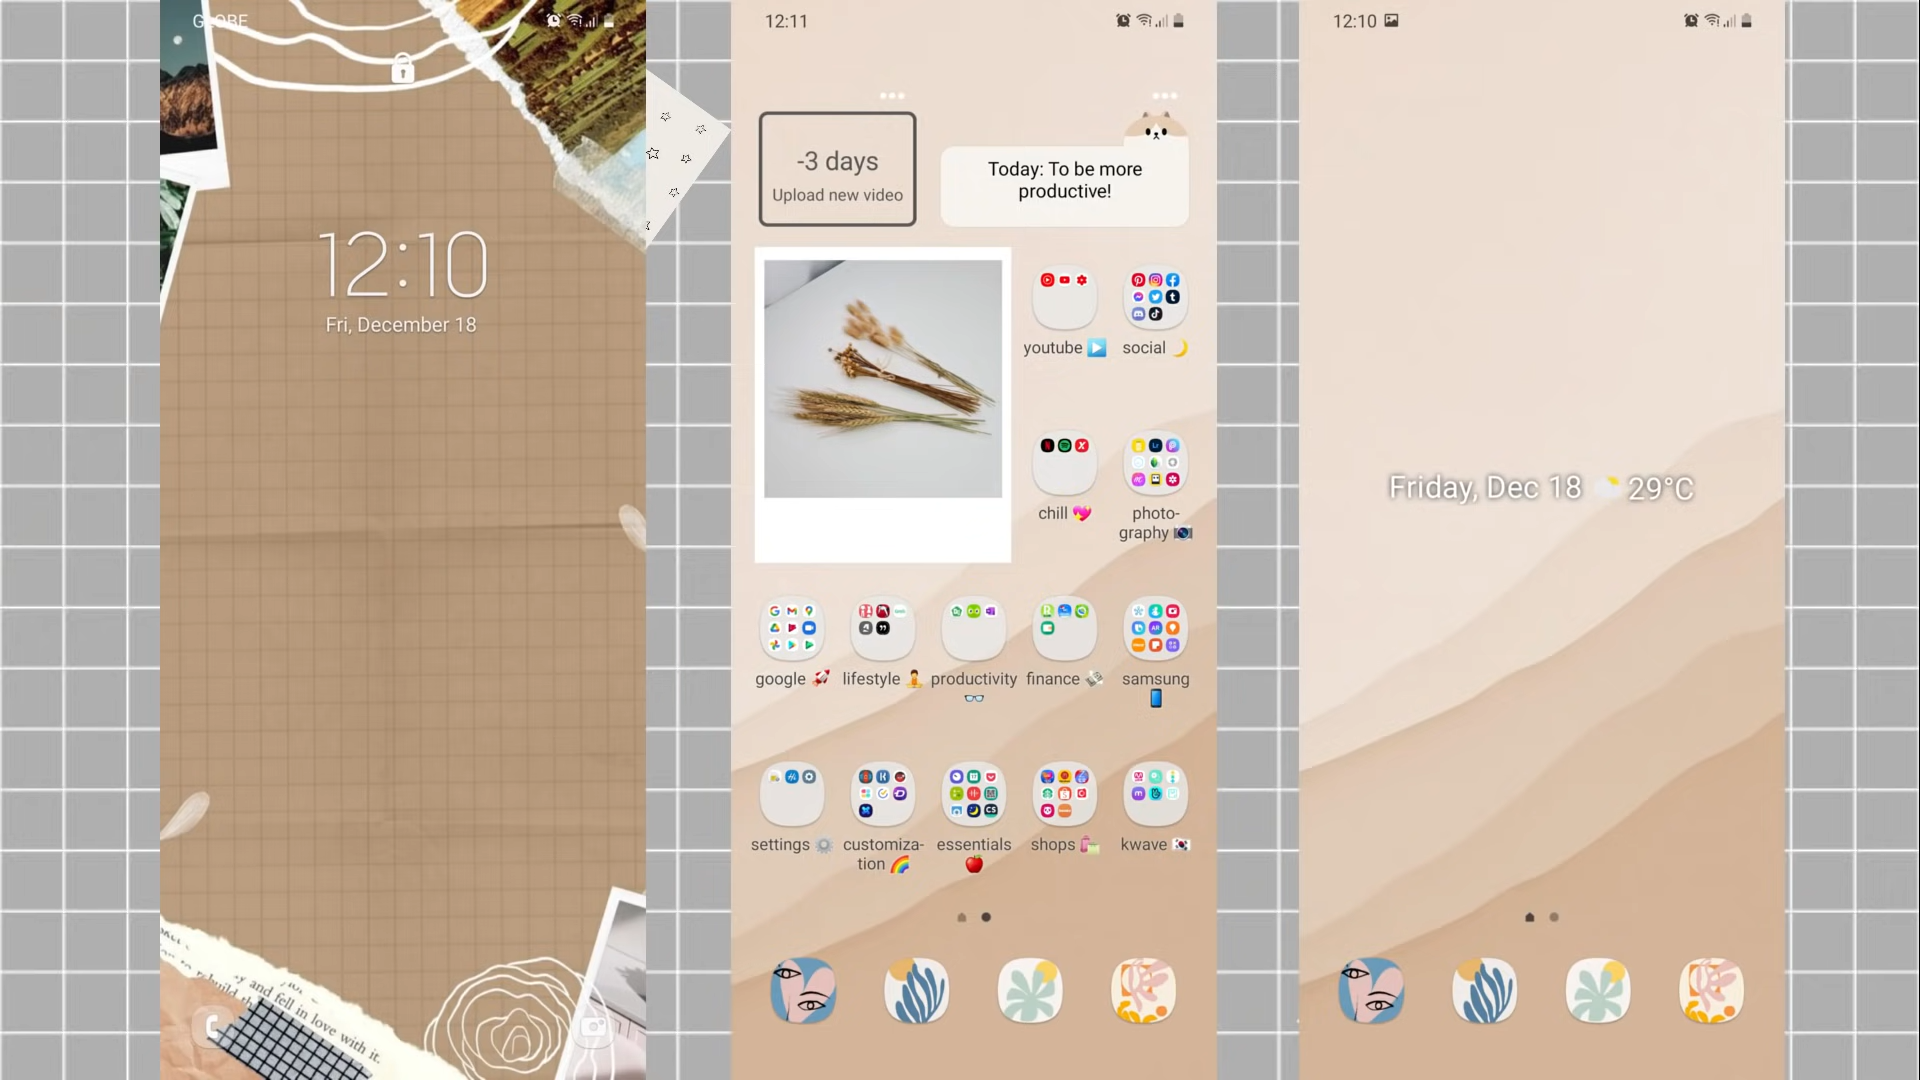 GLOBE
12:10
Fri, December 18
y and fell in love with it.
12:11
-3 days
Upload new video
Today: To be more
productive!
youtube ▶️
social 🌙
chill 💖
photo-
graphy 📷
google 🚀
lifestyle 🧘
productivity
👓
finance 💸
samsung
📱
settings ⚙️
customiza-
tion 🌈
essentials
🍎
shops 🛍️
kwave 🇰🇷
12:10
Friday, Dec 18 29°C